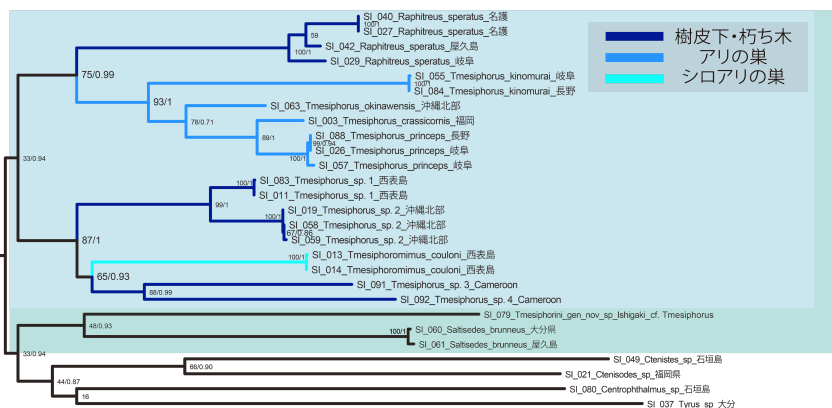 SI_040_Raphitreus_speratus_名護
100/1
SI_027_Raphitreus_speratus_名護
59
SI_042_Raphitreus_speratus_屋久島
100/1
SI_029_Raphitreus_speratus_岐阜
75/0.99
SI_055_Tmesiphorus_kinomurai_岐阜
100/1
SI_084_Tmesiphorus_kinomurai_長野
93/1
SI_063_Tmesiphorus_okinawensis_沖縄北部
78/0.71
SI_003_Tmesiphorus_crassicornis_福岡
89/1
SI_088_Tmesiphorus_princeps_長野
99/0.94
SI_026_Tmesiphorus_princeps_岐阜
100/1
SI_057_Tmesiphorus_princeps_岐阜
33/0.94
SI_083_Tmesiphorus_sp. 1_西表島
100/1
SI_011_Tmesiphorus_sp. 1_西表島
99/1
SI_019_Tmesiphorus_sp. 2_沖縄北部
100/1
SI_058_Tmesiphorus_sp. 2_沖縄北部
67/0.86
SI_059_Tmesiphorus_sp. 2_沖縄北部
87/1
SI_013_Tmesiphoromimus_couloni_西表島
100/1
SI_014_Tmesiphoromimus_couloni_西表島
65/0.93
SI_091_Tmesiphorus_sp. 3_Cameroon
88/0.99
SI_092_Tmesiphorus_sp. 4_Cameroon
SI_079_Tmesiphorini_gen_nov_sp_Ishigaki_cf. Tmesiphorus
48/0.93
SI_060_Saltisedes_brunneus_大分県
100/1
SI_061_Saltisedes_brunneus_屋久島
33/0.94
SI_049_Ctenistes_sp_石垣島
66/0.90
SI_021_Ctenisodes_sp_福岡県
44/0.87
SI_080_Centrophthalmus_sp_石垣島
16
SI_037_Tyrus_sp_大分
樹皮下・朽ち木
アリの巣
シロアリの巣